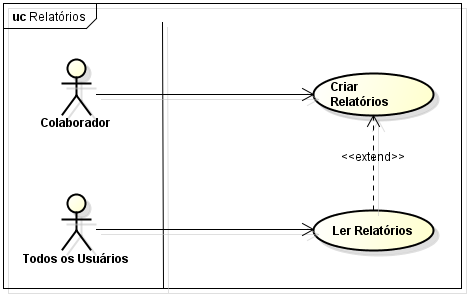 uc Relatórios
Criar
Relatórios
Colaborador
<<extend>>
Ler Relatórios
Todos os Usuários